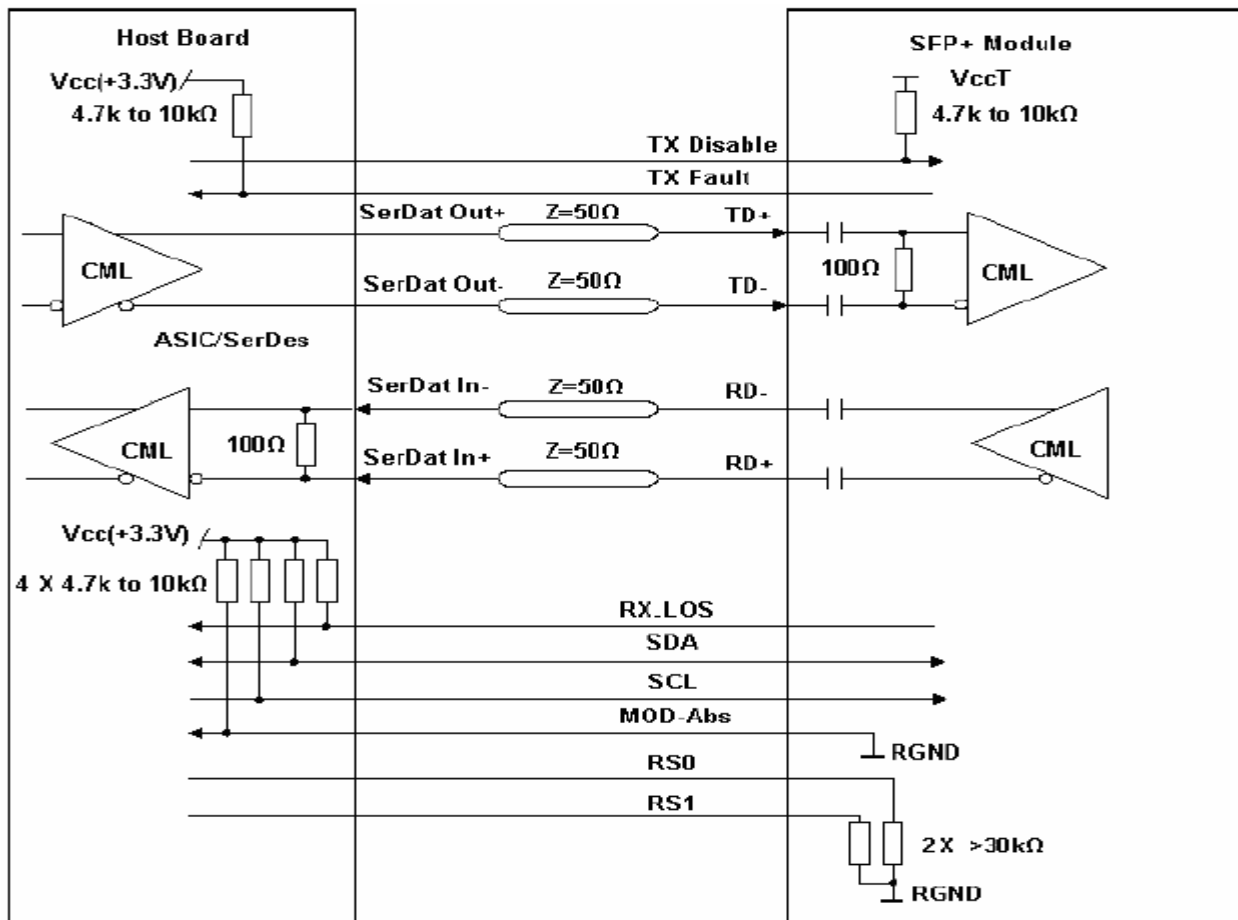 Host Board
SFP+ Module
Vcc(+3.3V)
4.7k to 10kΩ
VccT
4.7k to 10kΩ
TX Disable
TX Fault
SerDat Out+
Z=50Ω
TD+
CML
100Ω
CML
SerDat Out-
Z=50Ω
TD-
ASIC/SerDes
SerDat In-
Z=50Ω
RD-
CML
100Ω
SerDat In+
Z=50Ω
RD+
CML
Vcc(+3.3V)
4 X 4.7k to 10kΩ
RX_LOS
SDA
SCL
MOD-Abs
RGND
RS0
RS1
2X >30kΩ
RGND